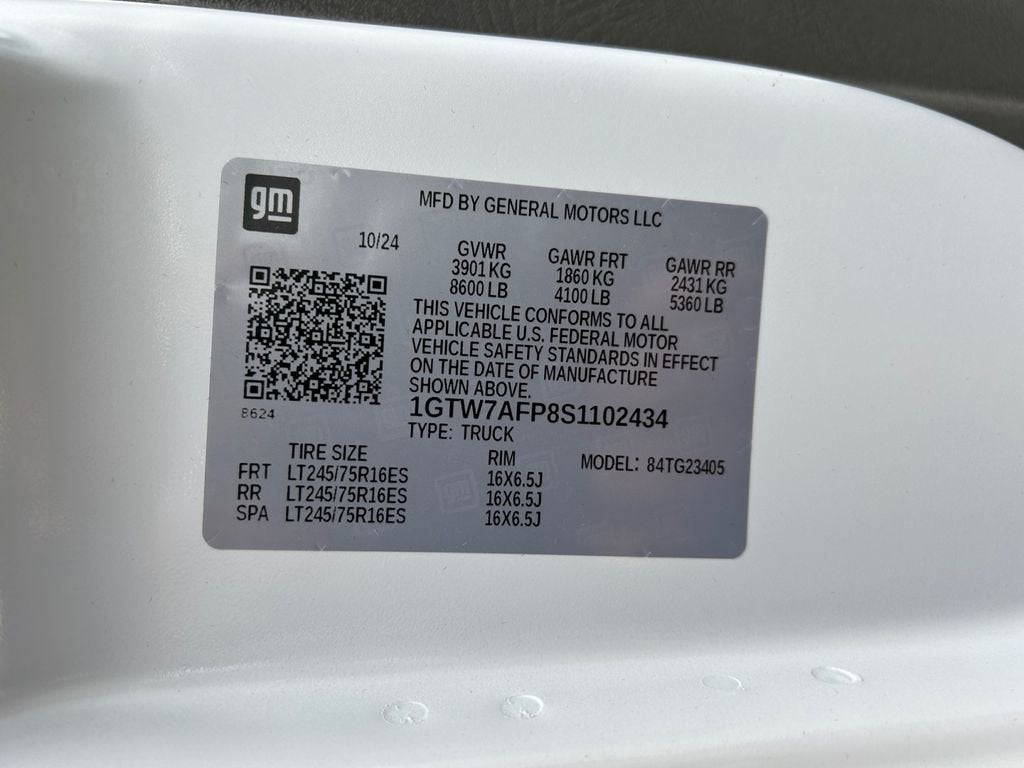 gm
MFD BY GENERAL MOTORS LLC
10/24
GVWR
3901 KG
8600 LB
GAWR FRT
1860 KG
4100 LB
GAWR RR
2431 KG
5360 LB
THIS VEHICLE CONFORMS TO ALL
APPLICABLE U.S. FEDERAL MOTOR
VEHICLE SAFETY STANDARDS IN EFFECT
ON THE DATE OF MANUFACTURE
SHOWN ABOVE.
8624
1GTW7AFP8S1102434
TYPE: TRUCK
TIRE SIZE RIM MODEL: 84TG23405
FRT LT245/75R16ES 16X6.5J
RR LT245/75R16ES 16X6.5J
SPA LT245/75R16ES 16X6.5J